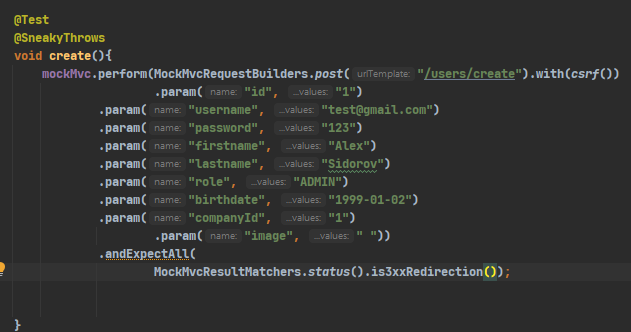 @Test
@SneakyThrows
void create(){
mockMvc.perform(MockMvcRequestBuilders.post( urlTemplate: "/users/create").with(csrf())
.param( name: "id", ...values: "1")
.param( name: "username", ...values: "test@gmail.com")
.param( name: "password", ...values: "123")
.param( name: "firstname", ...values: "Alex")
.param( name: "lastname", ...values: "Sidorov")
.param( name: "role", ...values: "ADMIN")
.param( name: "birthdate", ...values: "1999-01-02")
.param( name: "companyId", ...values: "1")
.param( name: "image", ...values: " "))
.andExpectAll(
MockMvcResultMatchers.status().is3xxRedirection());
}